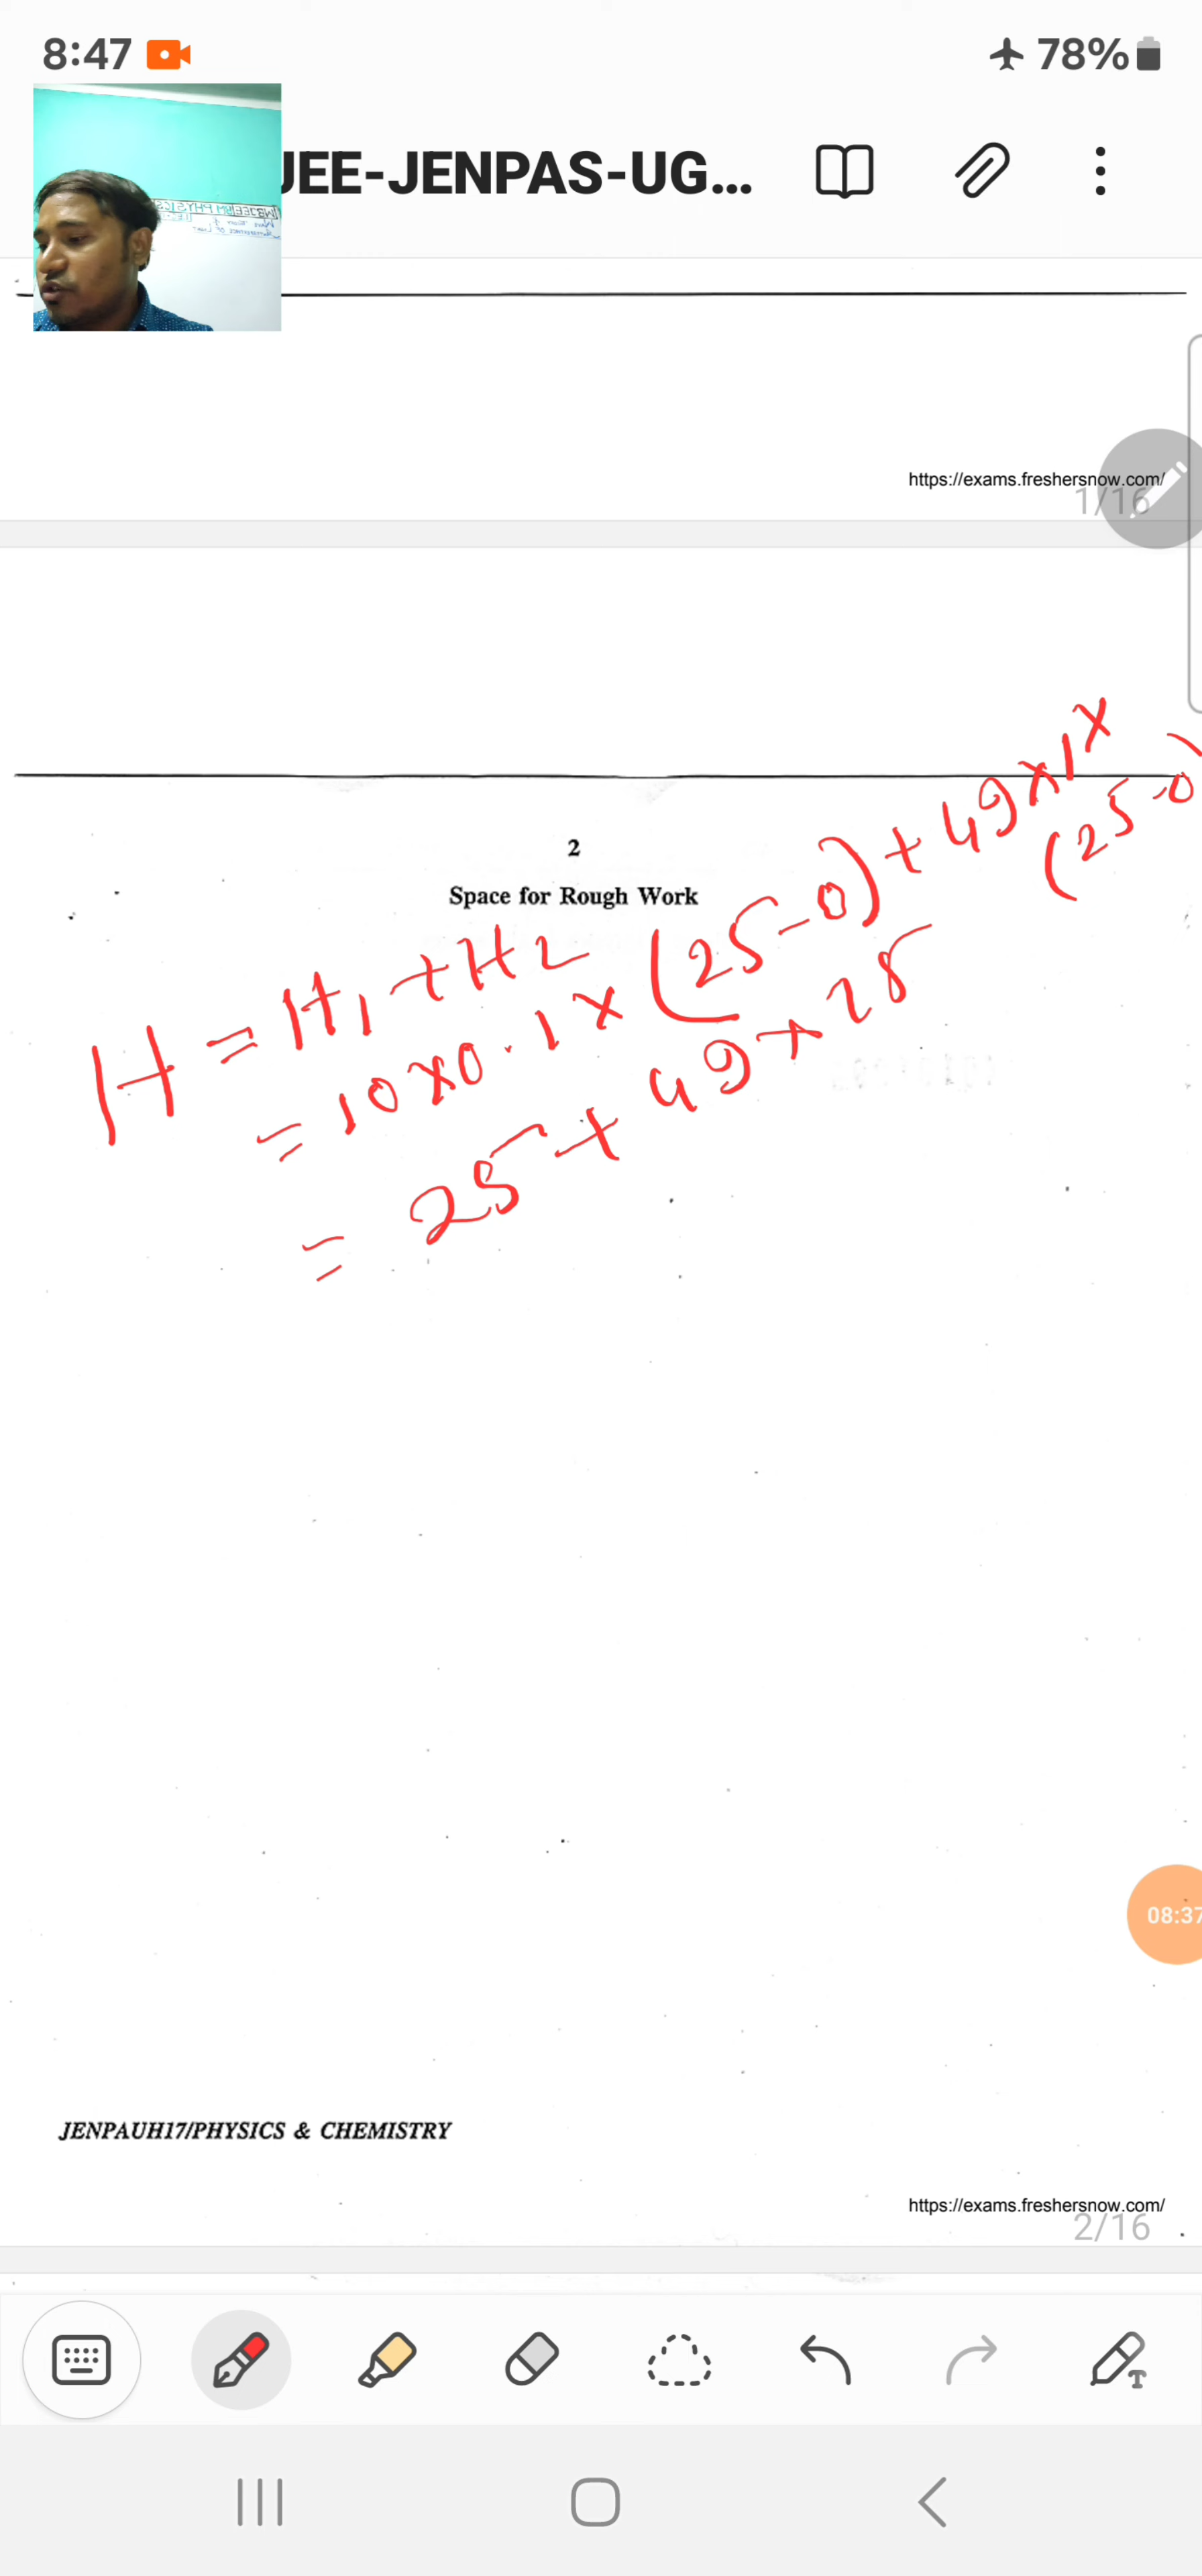 8:47
78%
JEE-JENPAS-UG...
https://exams.freshersnow.com/
1/16
2
Space for Rough Work
H = H1 + H2
= 10 x 0.1 x (25-0) + 49 x 1 x (25-0)
= 25 + 49 x 25
08:37
JENPAUH17/PHYSICS & CHEMISTRY
https://exams.freshersnow.com/
2/16
T